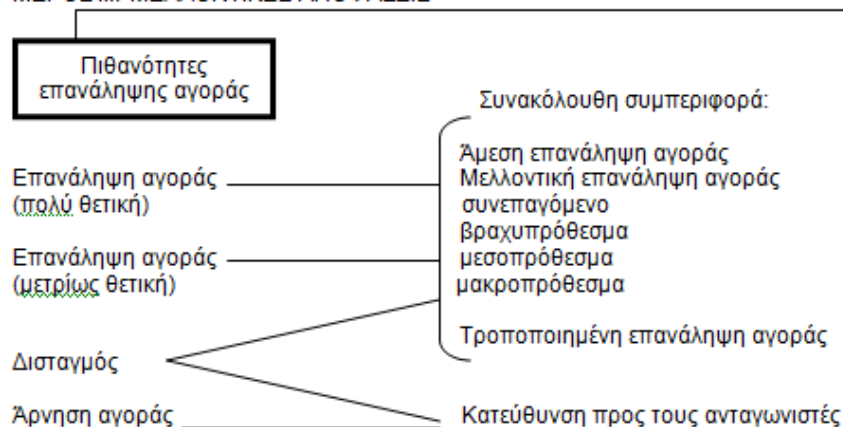 Πιθανότητες
επανάληψης αγοράς
Συνακόλουθη συμπεριφορά:
Επανάληψη αγοράς
(πολύ θετική)
Επανάληψη αγοράς
(μετρίως θετική)
Δισταγμός
Άρνηση αγοράς
Άμεση επανάληψη αγοράς
Μελλοντική επανάληψη αγοράς
συνεπαγόμενο
βραχυπρόθεσμα
μεσοπρόθεσμα
μακροπρόθεσμα
Τροποποιημένη επανάληψη αγοράς
Κατεύθυνση προς τους ανταγωνιστές